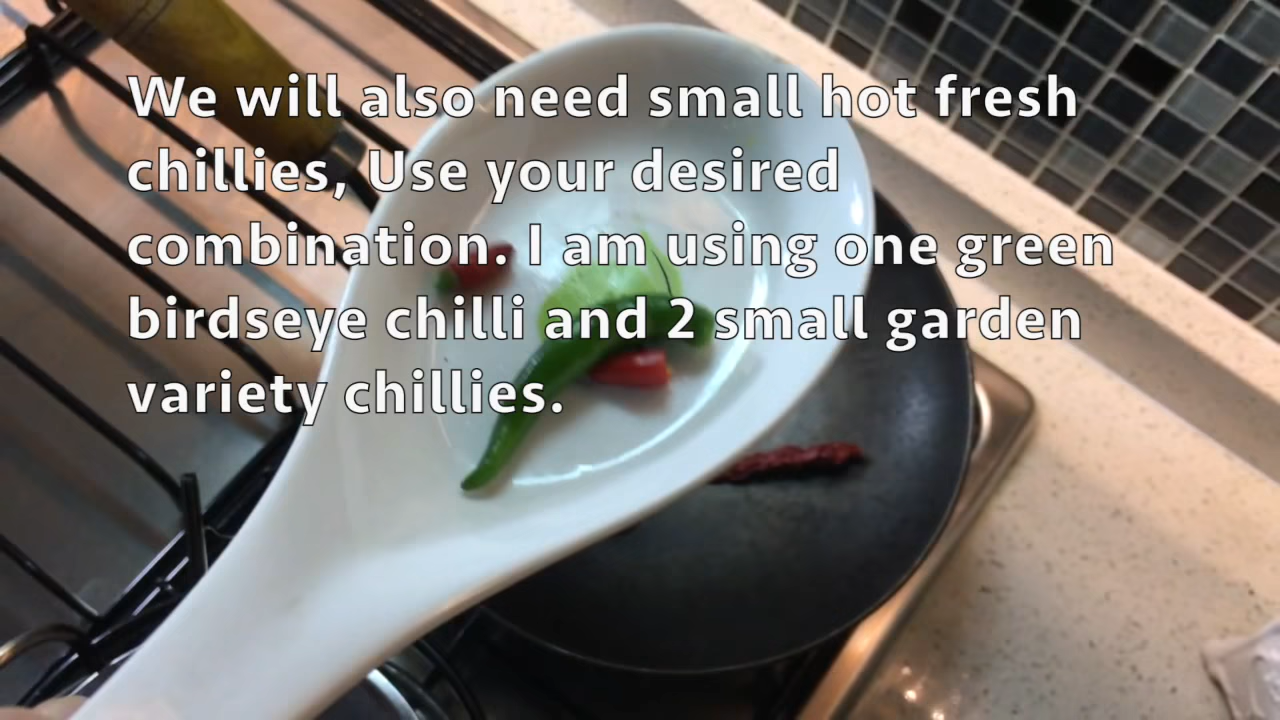 We will also need small hot fresh
chillies, Use your desired
combination. I am using one green
birdseye chilli and 2 small garden
variety chillies.